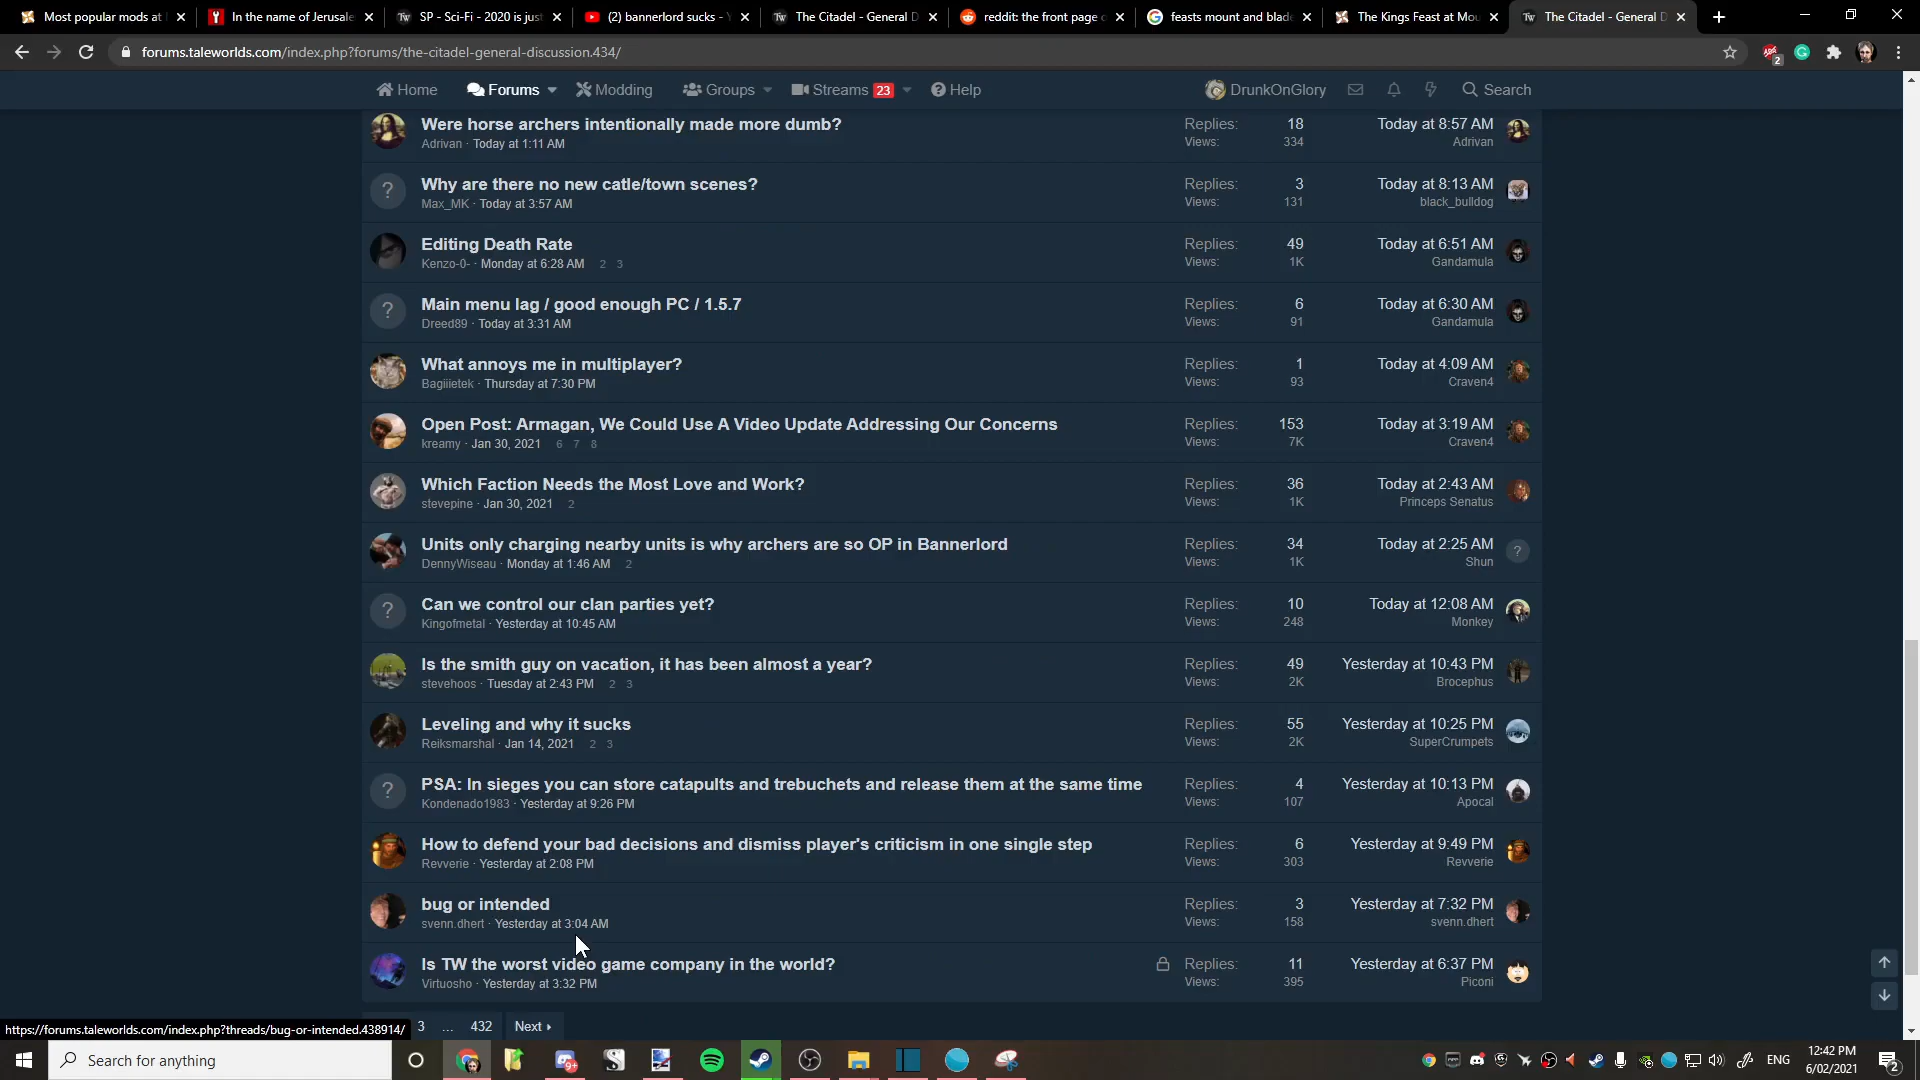 Most popular mods at
In the name of Jerusale
SP - Sci-Fi - 2020 is just
(2) bannerlord sucks - Y
The Citadel - General D
reddit: the front page o
feasts mount and blade
The Kings Feast at Mou
The Citadel - General D
forums.taleworlds.com/index.php?forums/the-citadel-general-discussion.434/
2
Home
Forums
Modding
Groups
Streams 23
Help
DrunkOnGlory
Search
Were horse archers intentionally made more dumb?
Adrivan · Today at 1:11 AM
Replies: 18
Views: 334
Today at 8:57 AM
Adrivan
Why are there no new catle/town scenes?
Max_MK · Today at 3:57 AM
Replies: 3
Views: 131
Today at 8:13 AM
black_bulldog
Editing Death Rate
Kenzo-0- · Monday at 6:28 AM 2 3
Replies: 49
Views: 1K
Today at 6:51 AM
Gandamula
Main menu lag / good enough PC / 1.5.7
Dreed89 · Today at 3:31 AM
Replies: 6
Views: 91
Today at 6:30 AM
Gandamula
What annoys me in multiplayer?
Bagiiietek · Thursday at 7:30 PM
Replies: 1
Views: 93
Today at 4:09 AM
Craven4
Open Post: Armagan, We Could Use A Video Update Addressing Our Concerns
kreamy · Jan 30, 2021 6 7 8
Replies: 153
Views: 7K
Today at 3:19 AM
Craven4
Which Faction Needs the Most Love and Work?
stevepine · Jan 30, 2021 2
Replies: 36
Views: 1K
Today at 2:43 AM
Princeps Senatus
Units only charging nearby units is why archers are so OP in Bannerlord
DennyWiseau · Monday at 1:46 AM 2
Replies: 34
Views: 1K
Today at 2:25 AM
Shun
Can we control our clan parties yet?
Kingofmetal · Yesterday at 10:45 AM
Replies: 10
Views: 248
Today at 12:08 AM
Monkey
Is the smith guy on vacation, it has been almost a year?
stevehoos · Tuesday at 2:43 PM 2 3
Replies: 49
Views: 2K
Yesterday at 10:43 PM
Brocephus
Leveling and why it sucks
Reiksmarshal · Jan 14, 2021 2 3
Replies: 55
Views: 2K
Yesterday at 10:25 PM
SuperCrumpets
PSA: In sieges you can store catapults and trebuchets and release them at the same time
Kondenado1983 · Yesterday at 9:26 PM
Replies: 4
Views: 107
Yesterday at 10:13 PM
Apocal
How to defend your bad decisions and dismiss player's criticism in one single step
Revverie · Yesterday at 2:08 PM
Replies: 6
Views: 303
Yesterday at 9:49 PM
Revverie
bug or intended
svenn.dhert · Yesterday at 3:04 AM
Replies: 3
Views: 158
Yesterday at 7:32 PM
svenn.dhert
Is TW the worst video game company in the world?
Virtuosho · Yesterday at 3:32 PM
Replies: 11
Views: 395
Yesterday at 6:37 PM
Piconi
https://forums.taleworlds.com/index.php?threads/bug-or-intended.438914/
3 ... 432 Next
Search for anything
ENG
12:42 PM
6/02/2021
2